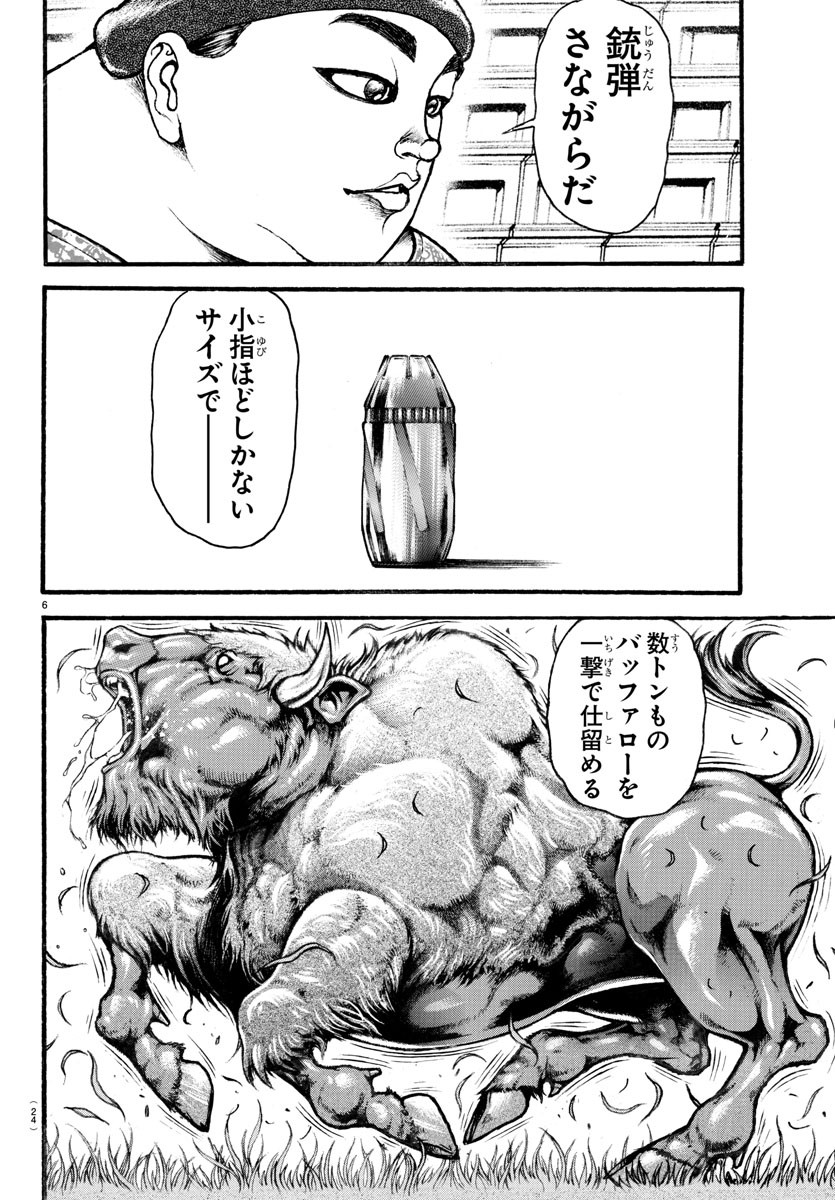 銃弾
さながらだ
小指ほどしかない
サイズで――
6
数トンもの
バッファローを
一撃で仕留める
(24)